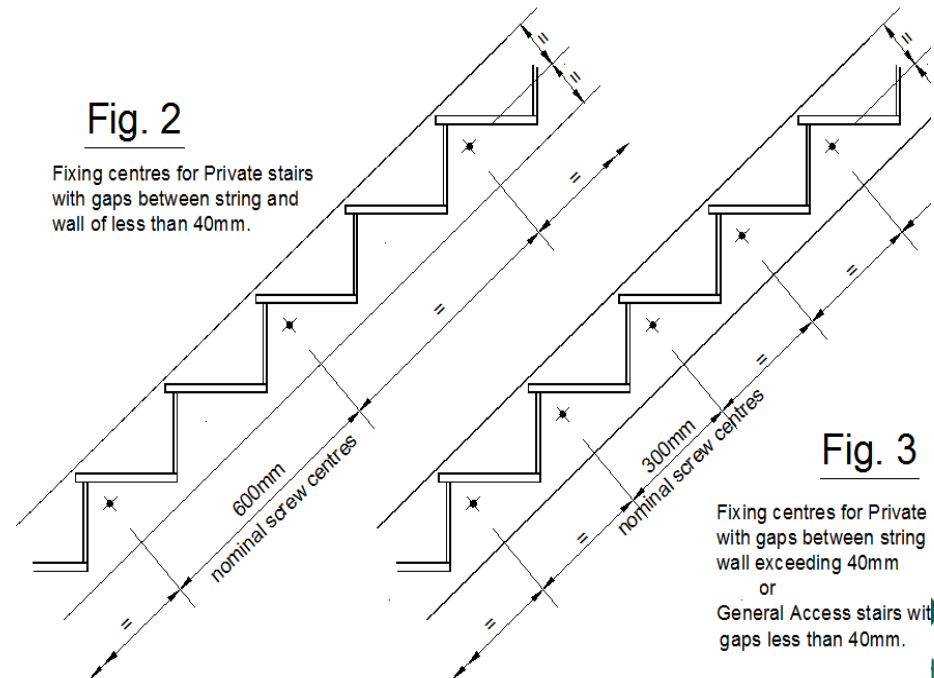 Fig. 2
Fixing centres for Private stairs
with gaps between string and
wall of less than 40mm.
=
=
=
=
600mm
nominal screw centres
=
=
=
=
=
=
300mm
nominal screw centres
=
=
Fig. 3
Fixing centres for Private
with gaps between string
wall exceeding 40mm
or
General Access stairs wit
gaps less than 40mm.